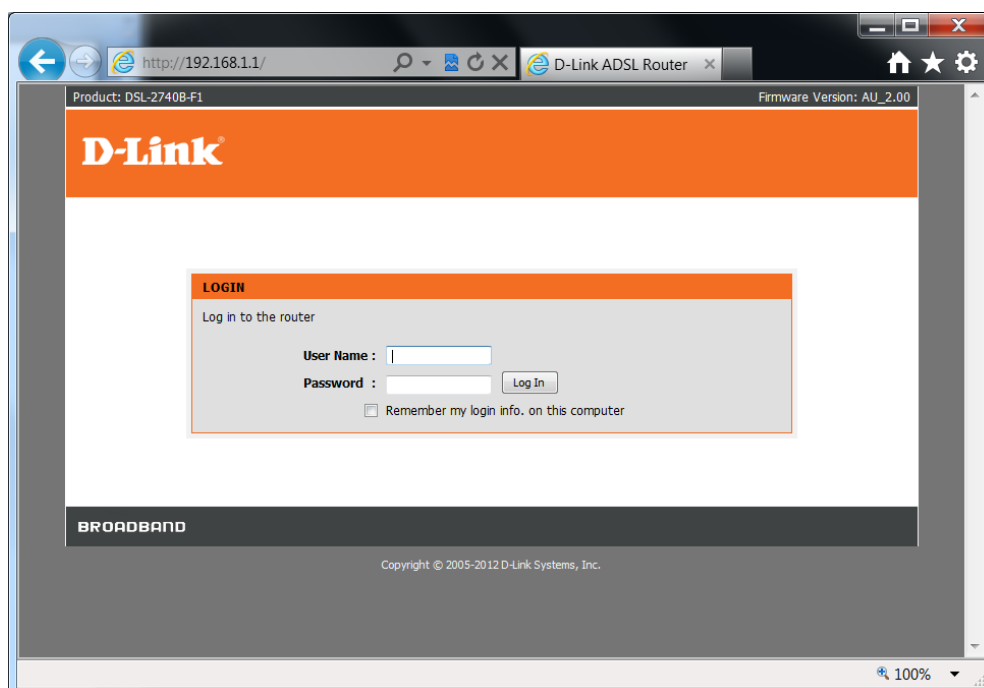 http://192.168.1.1/
D-Link ADSL Router
Product: DSL-2740B-F1
Firmware Version: AU_2.00
D-Link®
LOGIN
Log in to the router
User Name :
Password :
Log In
Remember my login info. on this computer
BROADBAND
Copyright © 2005-2012 D-Link Systems, Inc.
100%